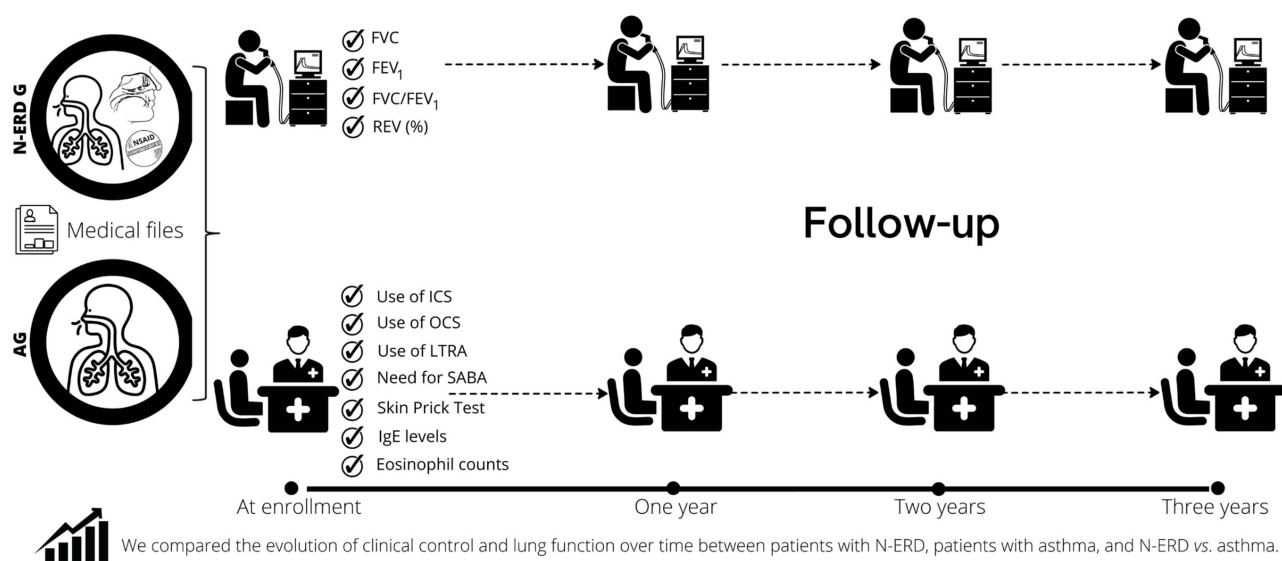 N-ERD G
NSAID
Medical files
AG
FVC
FEV₁
FVC/FEV₁
REV (%)
Follow-up
Use of ICS
Use of OCS
Use of LTRA
Need for SABA
Skin Prick Test
IgE levels
Eosinophil counts
At enrollment
One year
Two years
Three years
We compared the evolution of clinical control and lung function over time between patients with N-ERD, patients with asthma, and N-ERD vs. asthma.